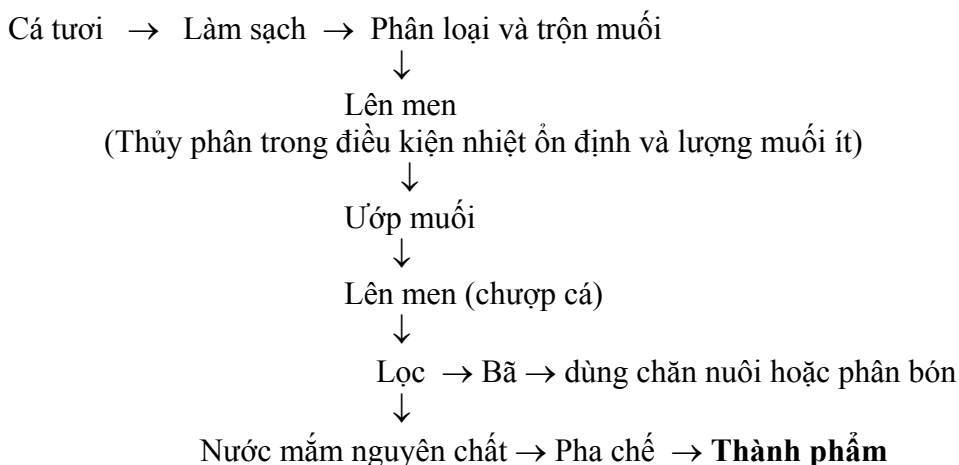 Cá tươi → Làm sạch → Phân loại và trộn muối
↓
Lên men
(Thủy phân trong điều kiện nhiệt ổn định và lượng muối ít)
↓
Ướp muối
↓
Lên men (chượp cá)
↓
Lọc → Bã → dùng chăn nuôi hoặc phân bón
↓
Nước mắm nguyên chất → Pha chế → Thành phẩm